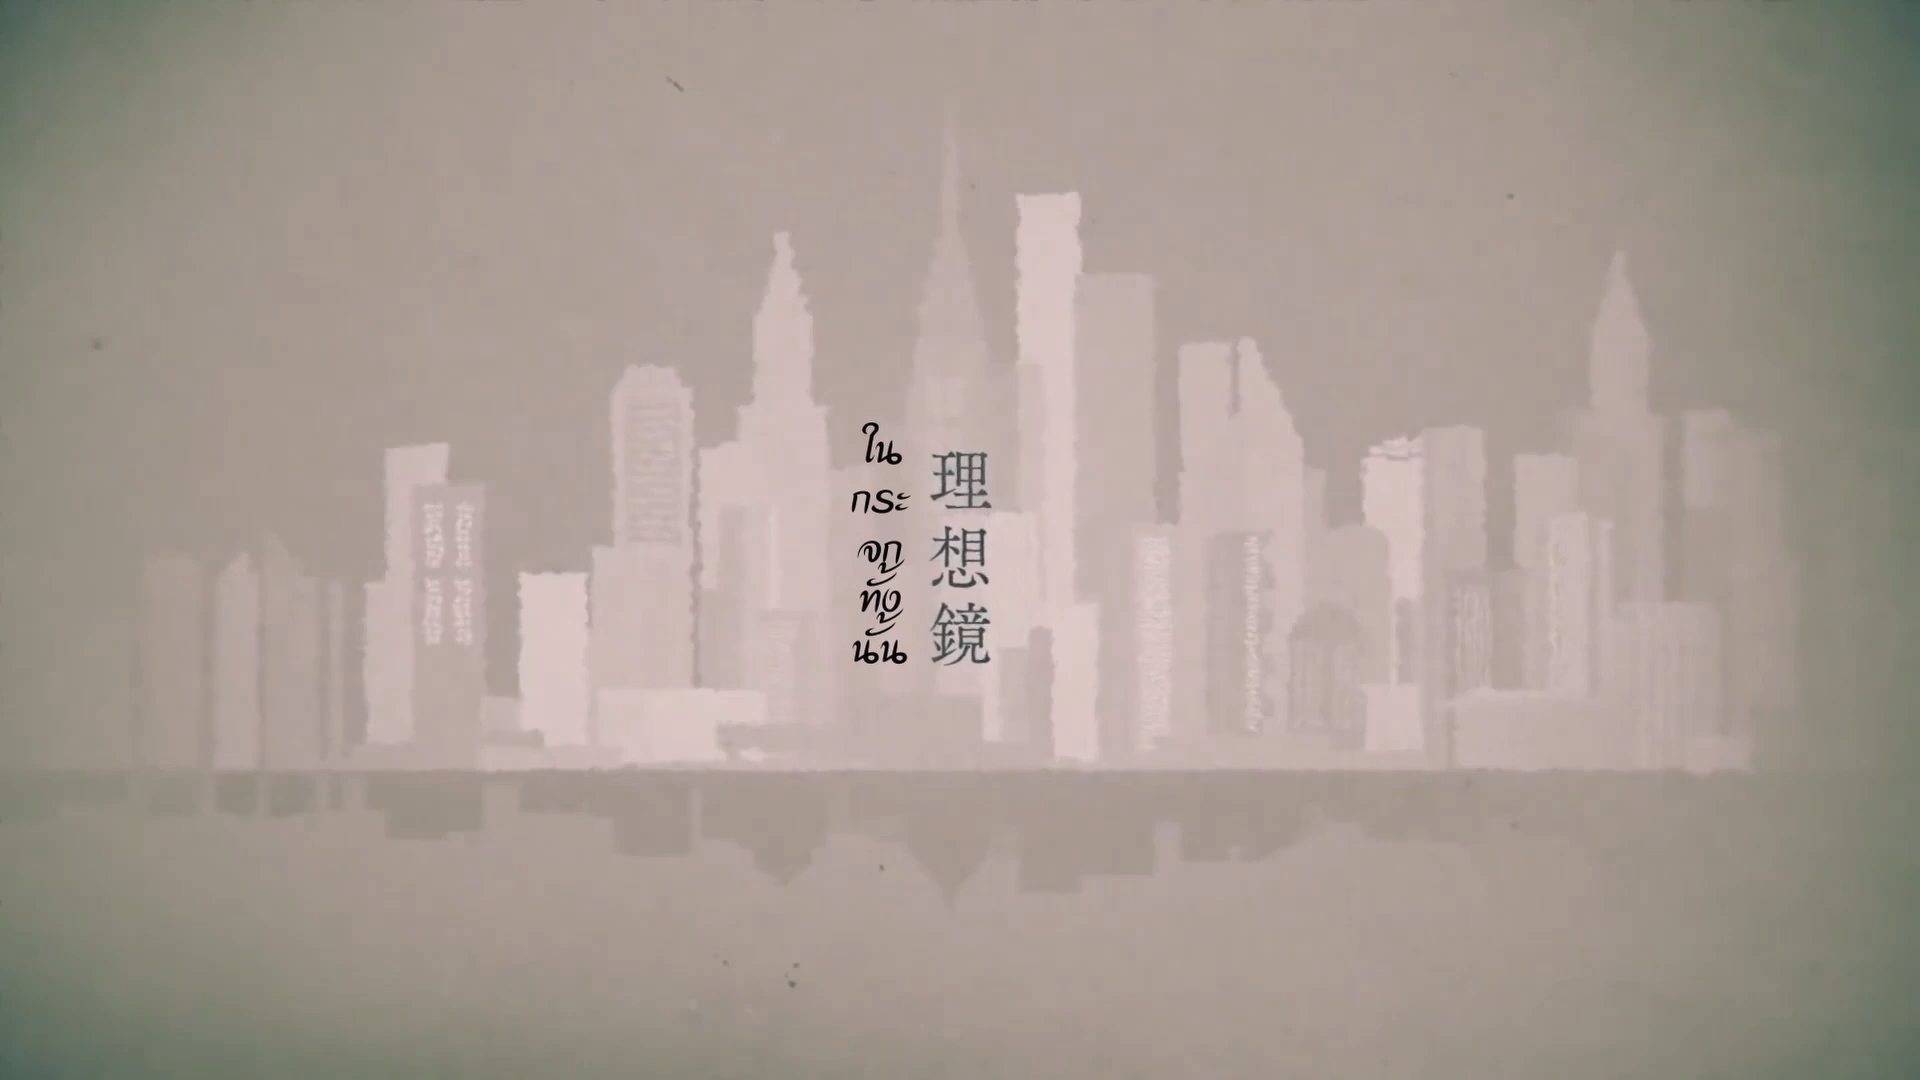 理想鏡
ใน
กระ
จก
ทั้ง
นั้น